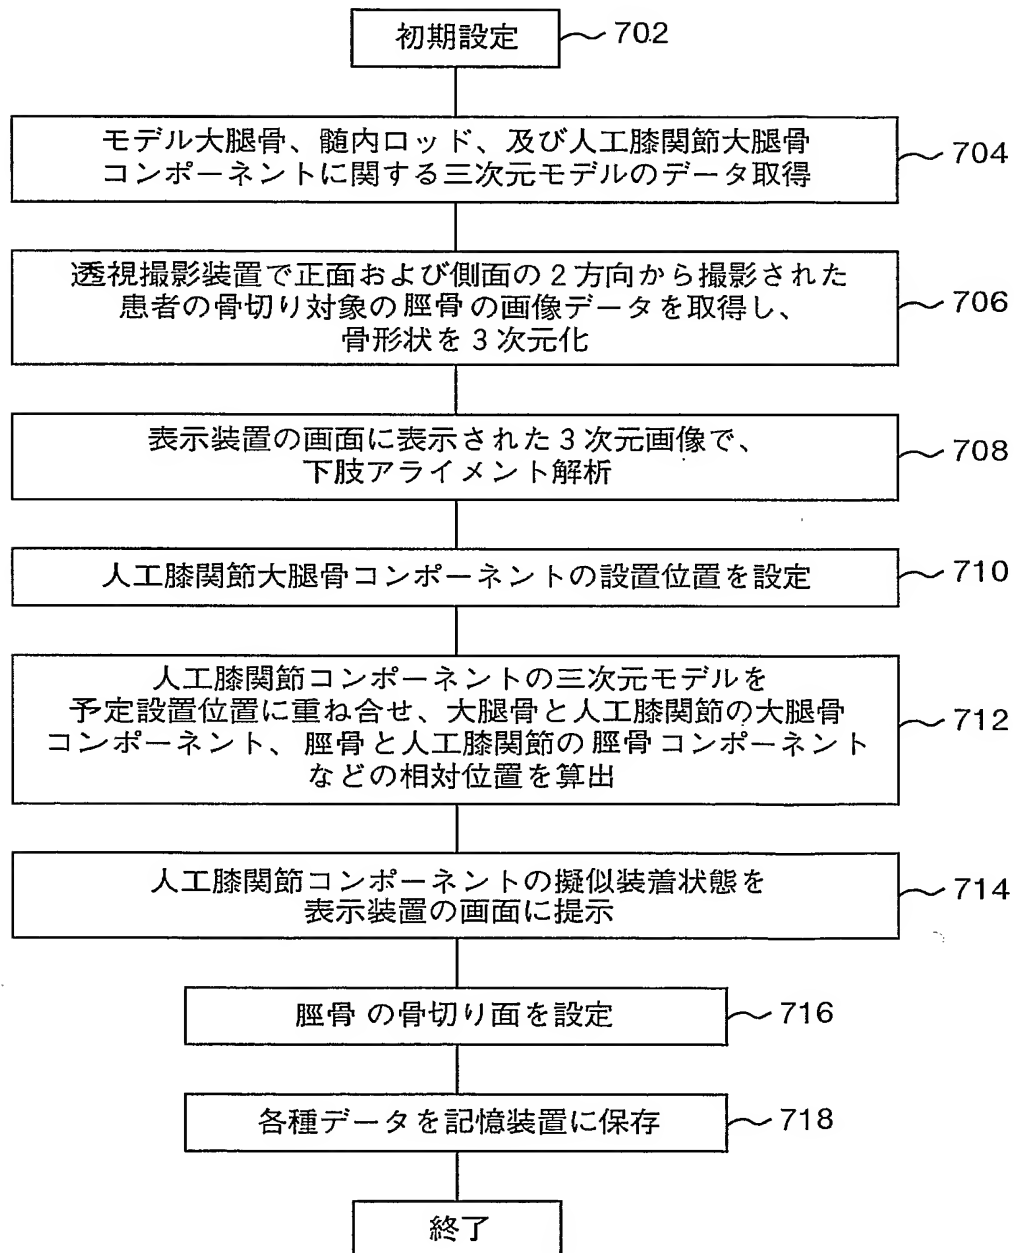 初期設定
702
モデル大腿骨、髄内ロッド、及び人工膝関節大腿骨
コンポーネントに関する三次元モデルのデータ取得
704
透視撮影装置で正面および側面の2方向から撮影された
患者の骨切り対象の脛骨の画像データを取得し、
骨形状を3次元化
706
表示装置の画面に表示された3次元画像で、
下肢アライメント解析
708
人工膝関節大腿骨コンポーネントの設置位置を設定
710
人工膝関節コンポーネントの三次元モデルを
予定設置位置に重ね合せ、大腿骨と人工膝関節の大腿骨
コンポーネント、脛骨と人工膝関節の脛骨コンポーネント
などの相対位置を算出
712
人工膝関節コンポーネントの擬似装着状態を
表示装置の画面に提示
714
脛骨の骨切り面を設定
716
各種データを記憶装置に保存
718
終了